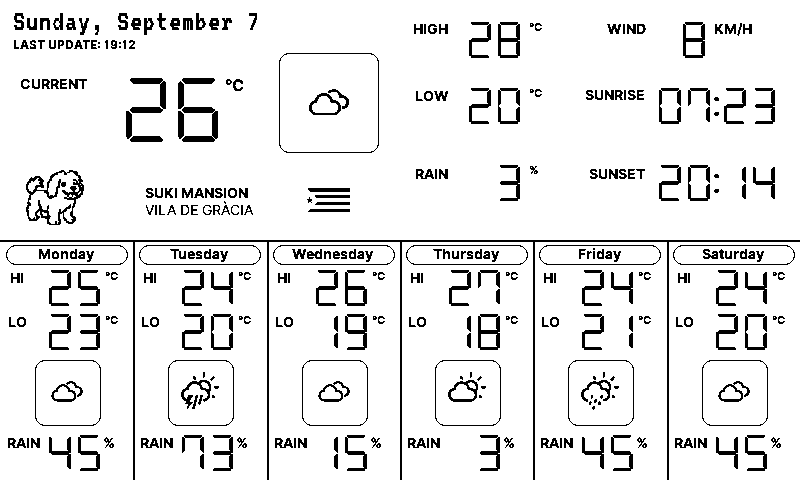 Sunday, September 7
LAST UPDATE: 19:12
CURRENT 26 °C
HIGH 28 °C
WIND 8 KM/H
LOW 20 °C
SUNRISE 07:23
RAIN 3 %
SUNSET 20:14
SUKI MANSION
VILA DE GRÀCIA
Monday
HI 25 °C
LO 23 °C
RAIN 45 %
Tuesday
HI 24 °C
LO 20 °C
RAIN 73 %
Wednesday
HI 26 °C
LO 19 °C
RAIN 15 %
Thursday
HI 27 °C
LO 18 °C
RAIN 3 %
Friday
HI 24 °C
LO 21 °C
RAIN 45 %
Saturday
HI 24 °C
LO 20 °C
RAIN 45 %